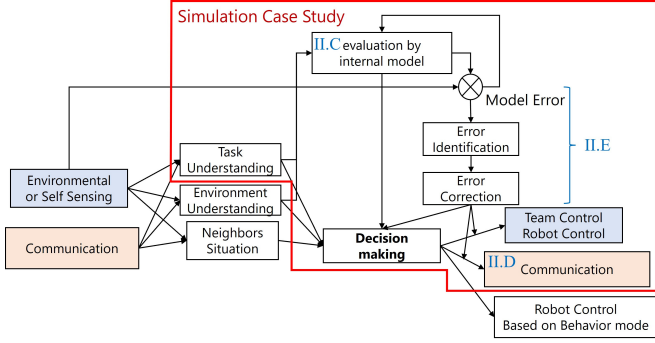 Simulation Case Study
II.C evaluation by
internal model
Model Error
Error
Identification
II.E
Task
Understanding
Environmental
or Self Sensing
Error
Correction
Environment
Understanding
Team Control
Robot Control
Communication
Neighbors
Situation
Decision
making
II.D
Communication
Robot Control
Based on Behavior mode